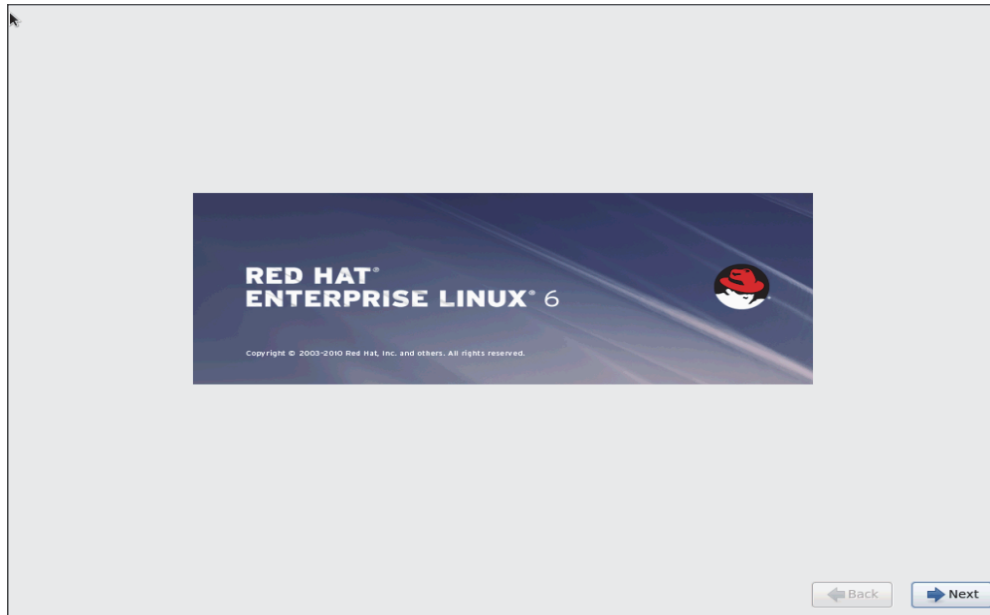 RED HAT®
ENTERPRISE LINUX® 6
Copyright © 2003-2010 Red Hat, Inc. and others. All rights reserved.
Back
Next